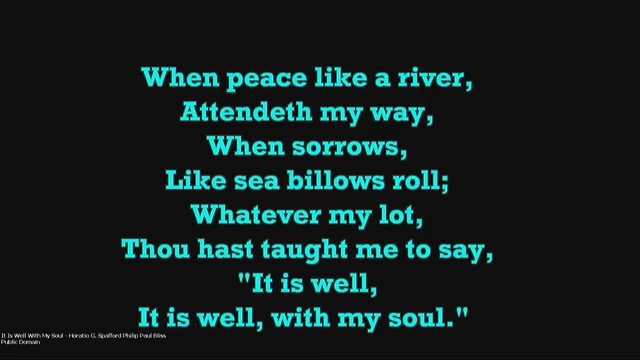 When peace like a river,
Attendeth my way,
When sorrows,
Like sea billows roll;
Whatever my lot,
Thou hast taught me to say,
"It is well,
It is well, with my soul."
It Is Well With My Soul - Horatio G. Spafford Philip Paul Bliss
Public Domain